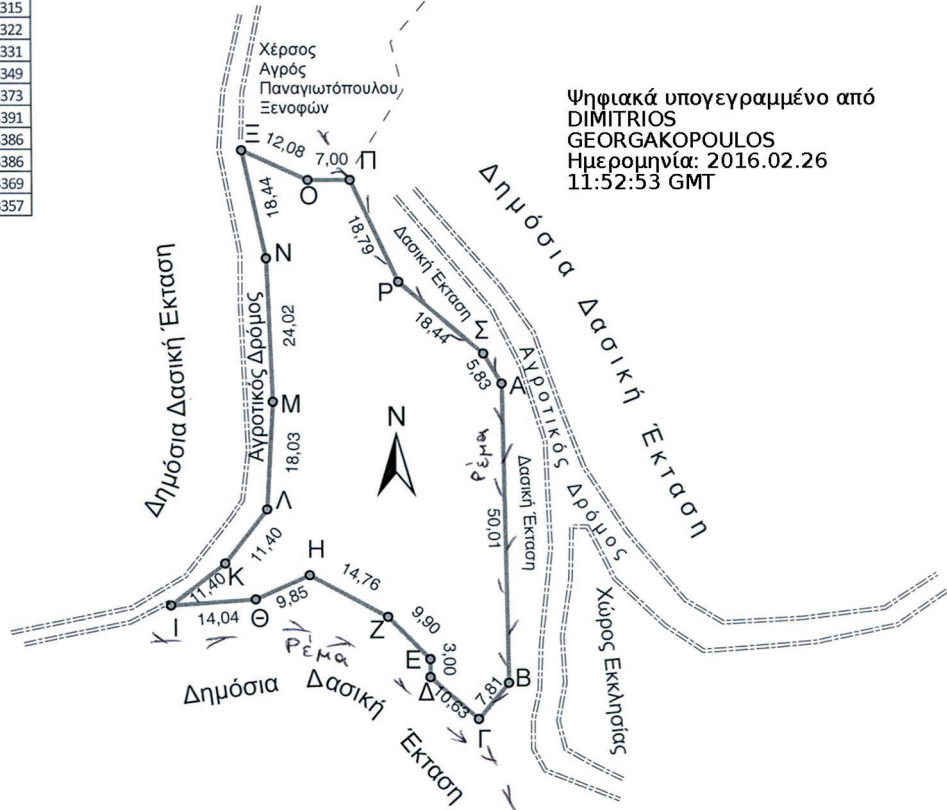 315
322
331
349
373
391
386
386
369
357
Χέρσος
Αγρός
Παναγιωτόπουλου
Ξενοφών
Ψηφιακά υπογεγραμμένο από
DIMITRIOS
GEORGAKOPOULOS
Ημερομηνία: 2016.02.26
11:52:53 GMT
Ξ
12,08
7,00
Π
Ο
18,44
Ν
18,79
Δασική Έκταση
Δημόσια Δασική Έκταση
Ρ
18,44
Σ
5,83
Α
Δημόσια Δασική Έκταση
Αγροτικός Δρόμος
24,02
Μ
Ν
18,03
Αγροτικός Δρόμος
ρέμα
Δασική Έκταση
50,01
Λ
11,40
Κ
11,40
Η
14,76
9,85
Ι
14,04
Θ
Ζ
9,90
Ε
3,00
Δ
10,63
7,81
Β
Γ
Ρέμα
Δημόσια Δασική Έκταση
Χώρος Εκκλησίας